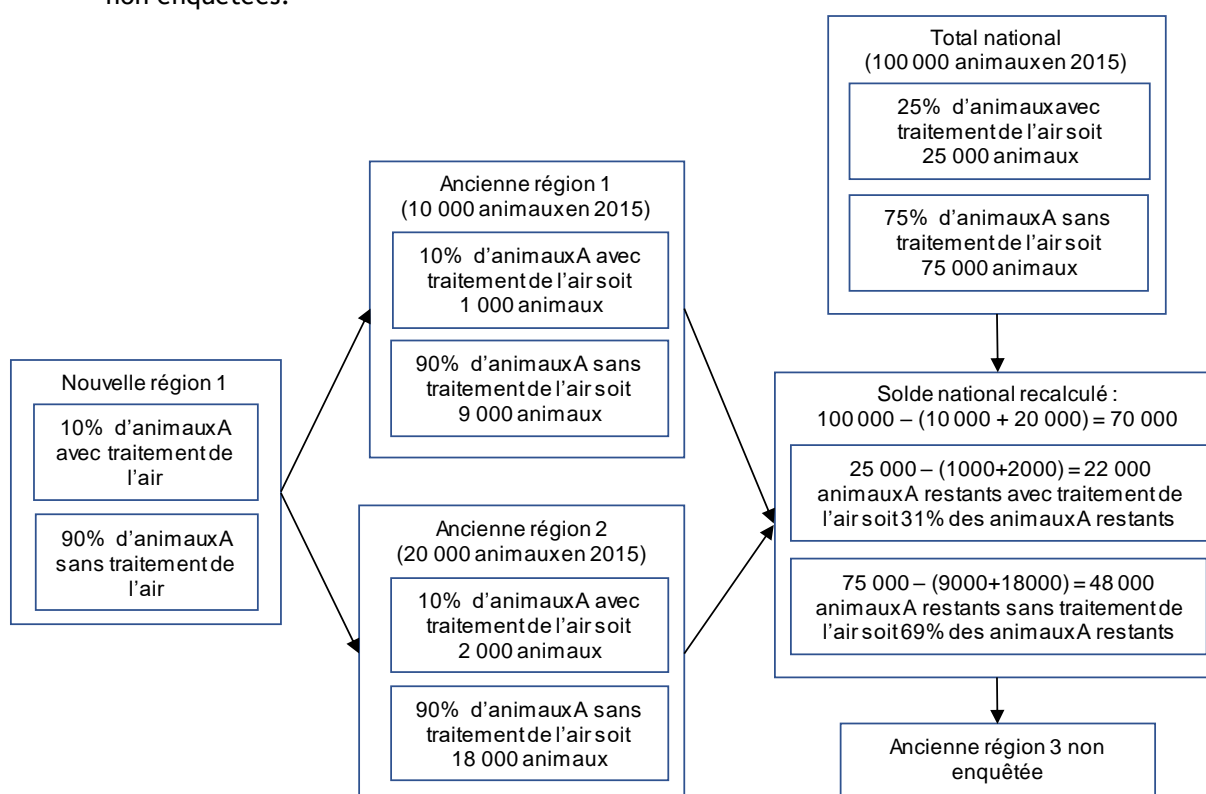 non enquêtées.
Total national
(100 000 animaux en 2015)
25% d'animaux avec
traitement de l'air soit
25 000 animaux
75% d'animaux A sans
traitement de l'air soit
75 000 animaux
Ancienne région 1
(10 000 animaux en 2015)
10% d'animaux A avec
traitement de l'air soit
1 000 animaux
90% d'animaux A sans
traitement de l'air soit
9 000 animaux
Nouvelle région 1
10% d'animaux A
avec traitement de
l'air
90% d'animaux A
sans traitement de
l'air
Ancienne région 2
(20 000 animaux en 2015)
10% d'animaux A avec
traitement de l'air soit
2 000 animaux
90% d'animaux A sans
traitement de l'air soit
18 000 animaux
Solde national recalculé :
100 000 – (10 000 + 20 000) = 70 000
25 000 – (1000+2000) = 22 000
animaux A restants avec traitement de
l'air soit 31% des animaux A restants
75 000 – (9000+18000) = 48 000
animaux A restants sans traitement de
l'air soit 69% des animaux A restants
Ancienne région 3 non
enquêtée